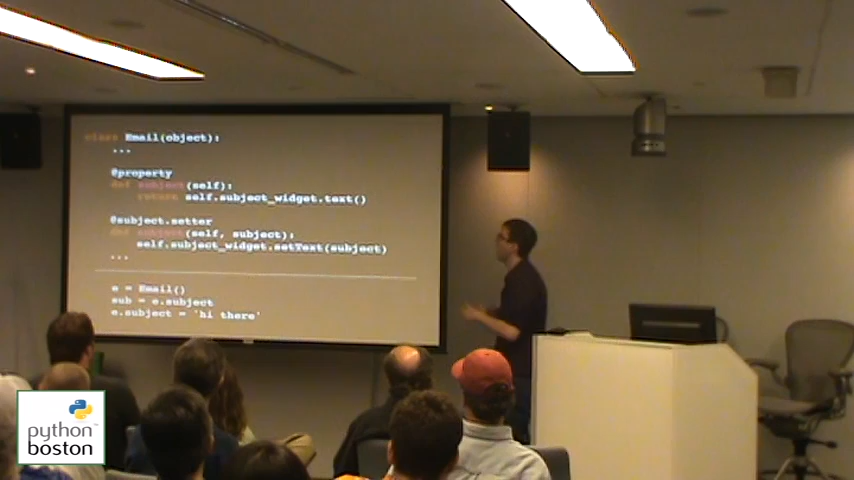 class Email(object):
...
@property
def subject(self):
return self.subject_widget.text()
@subject.setter
def subject(self, subject):
self.subject_widget.setText(subject)
...
e = Email()
sub = e.subject
e.subject = 'hi there'
python™
boston